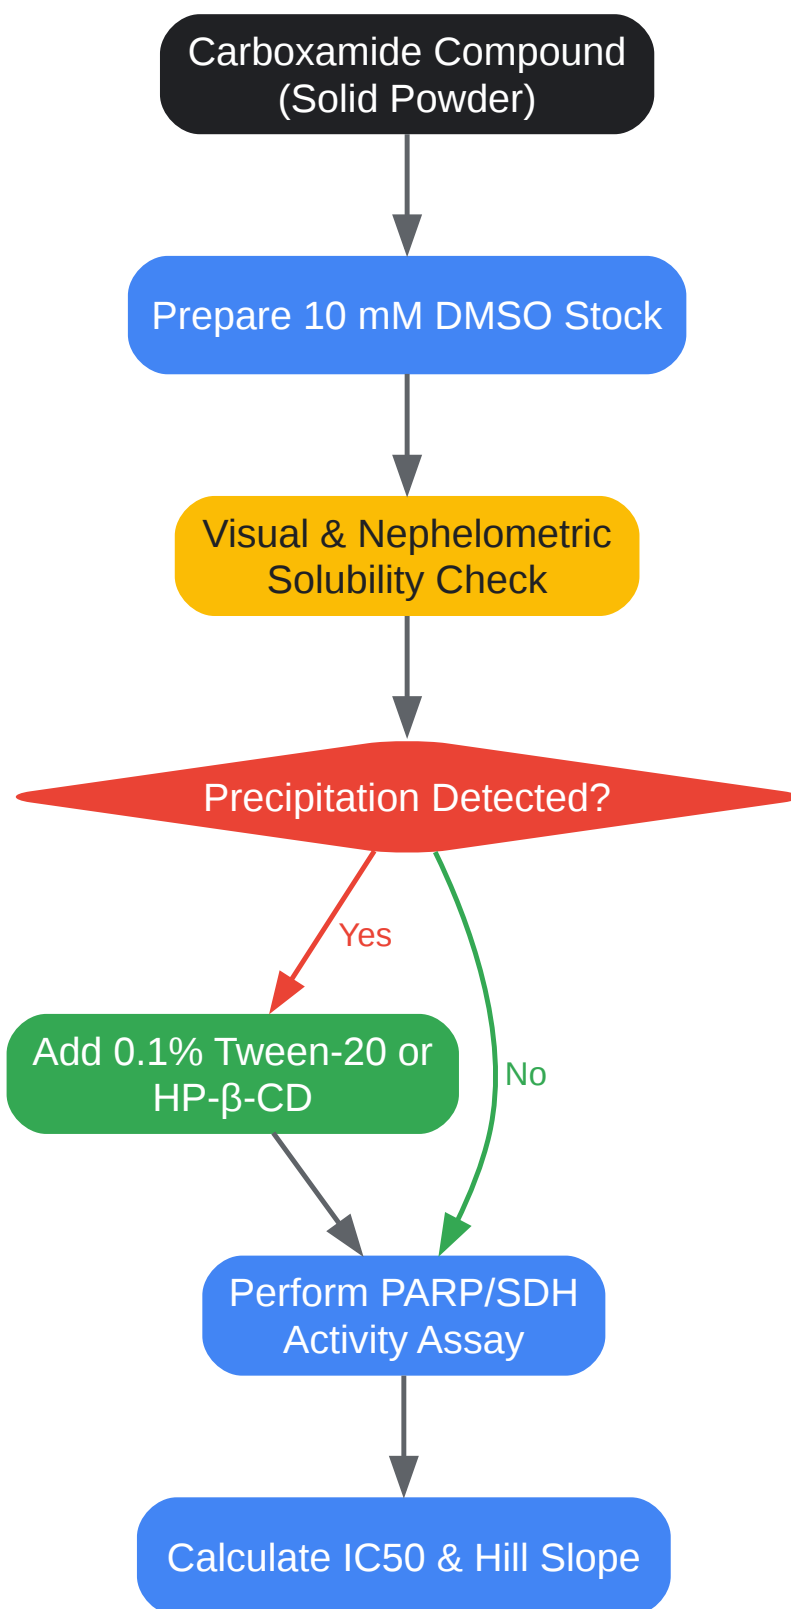 Carboxamide Compound
(Solid Powder)
Prepare 10 mM DMSO Stock
Visual & Nephelometric
Solubility Check
Precipitation Detected?
Yes
Add 0.1% Tween-20 or
HP-β-CD
No
Perform PARP/SDH
Activity Assay
Calculate IC50 & Hill Slope